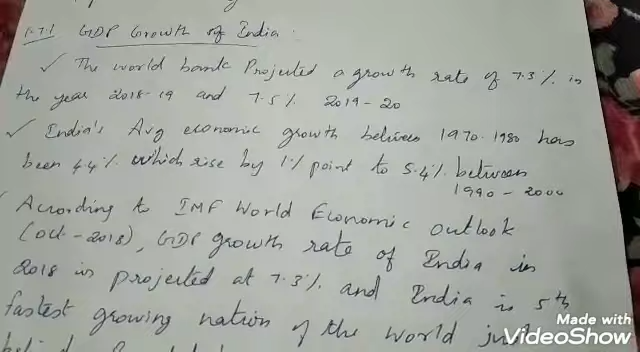 1.7.1 GDP Growth of India
✓ The world bank Projected a growth rate of 7.3% in
the year 2018-19 and 7.5% 2019-20
✓ India's Avg economic growth between 1970-1980 has
been 4.4% which rise by 1% point to 5.4% between
1990-2000
According to IMF World Economic outlook
(Oct-2018), GDP growth rate of India in
2018 is projected at 7.3% and India is 5th
fastest growing nation of the world just
Made with
VideoShow